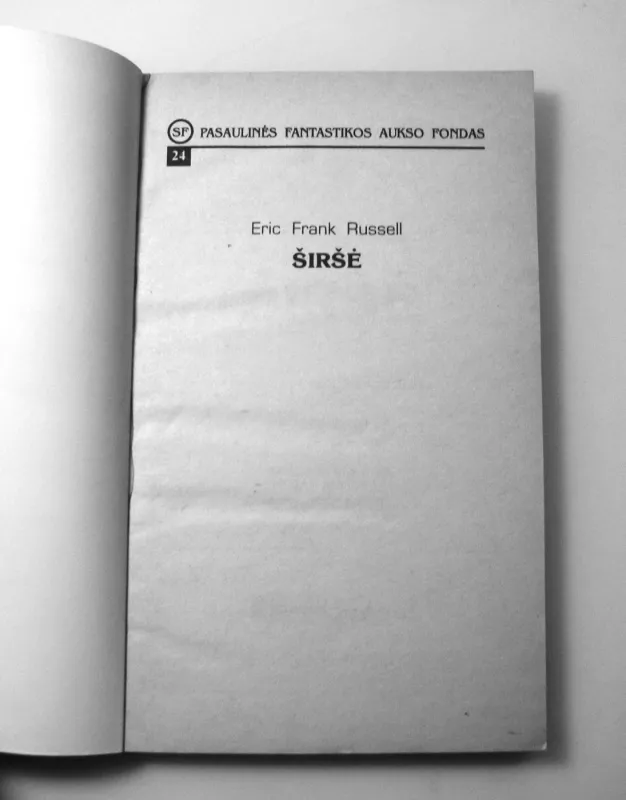 SF PASAULINĖS FANTASTIKOS AUKSO FONDAS
24
Eric Frank Russell
ŠIRŠĖ